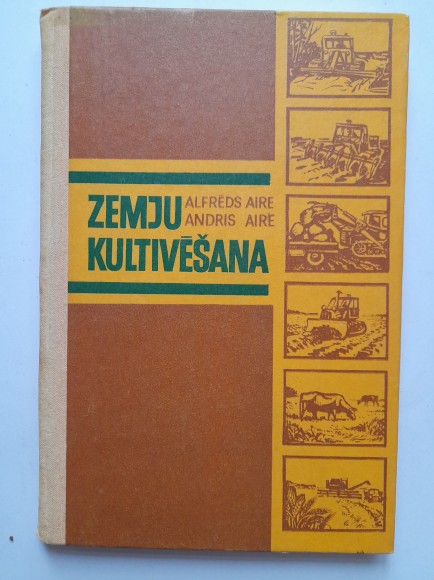 ZEMJU
ALFRĒDS AIRE
ANDRIS AIRE
KULTIVĒŠANA